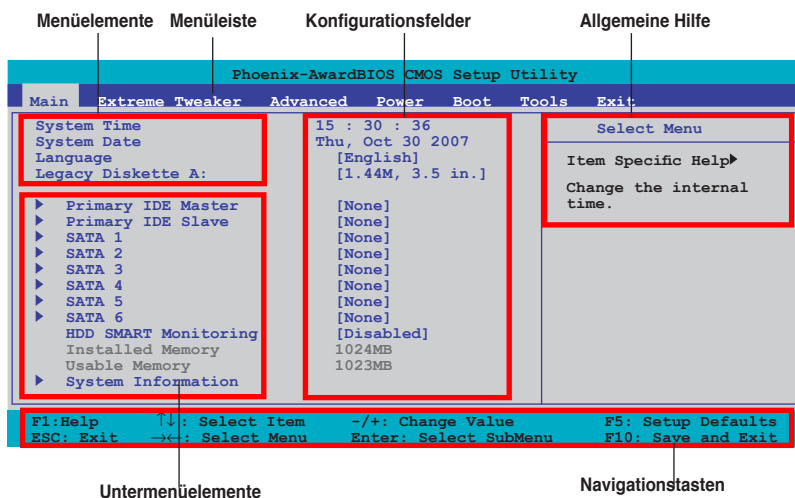 Menüelemente Menüleiste Konfigurationsfelder Allgemeine Hilfe
Phoenix-AwardBIOS CMOS Setup Utility
Main Extreme Tweaker Advanced Power Boot Tools Exit
System Time 15 : 30 : 36
System Date Thu, Oct 30 2007
Language [English]
Legacy Diskette A: [1.44M, 3.5 in.]
Primary IDE Master [None]
Primary IDE Slave [None]
SATA 1 [None]
SATA 2 [None]
SATA 3 [None]
SATA 4 [None]
SATA 5 [None]
SATA 6 [None]
HDD SMART Monitoring [Disabled]
Installed Memory 1024MB
Usable Memory 1023MB
System Information
Select Menu
Item Specific Help
Change the internal
time.
F1:Help ↑↓: Select Item -/+: Change Value F5: Setup Defaults
ESC: Exit →←: Select Menu Enter: Select SubMenu F10: Save and Exit
Untermenüelemente Navigationstasten